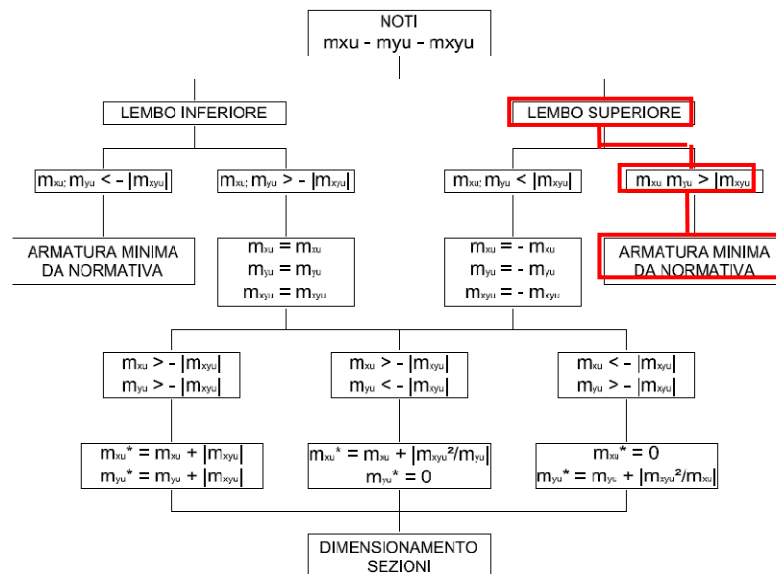 NOTI
mxu - myu - mxyu
LEMBO INFERIORE
LEMBO SUPERIORE
mxu; myu < - |mxyu|
mxu; myu > - |mxyu|
mxu; myu < |mxyu|
mxu myu > |mxyu
ARMATURA MINIMA
DA NORMATIVA
mxu = mxu
myu = myu
mxyu = mxyu
mxu = - mxu
myu = - myu
mxyu = - mxyu
ARMATURA MINIMA
DA NORMATIVA
mxu > - |mxyu|
myu > - |mxyu|
mxu > - |mxyu|
myu < - |mxyu|
mxu < - |mxyu|
myu > - |mxyu|
mxu* = mxu + |mxyu|
myu* = myu + |mxyu|
mxu* = mxu + |mxyu²/myu|
myu* = 0
mxu* = 0
myu* = myu + |mxyu²/mxu|
DIMENSIONAMENTO
SEZIONI